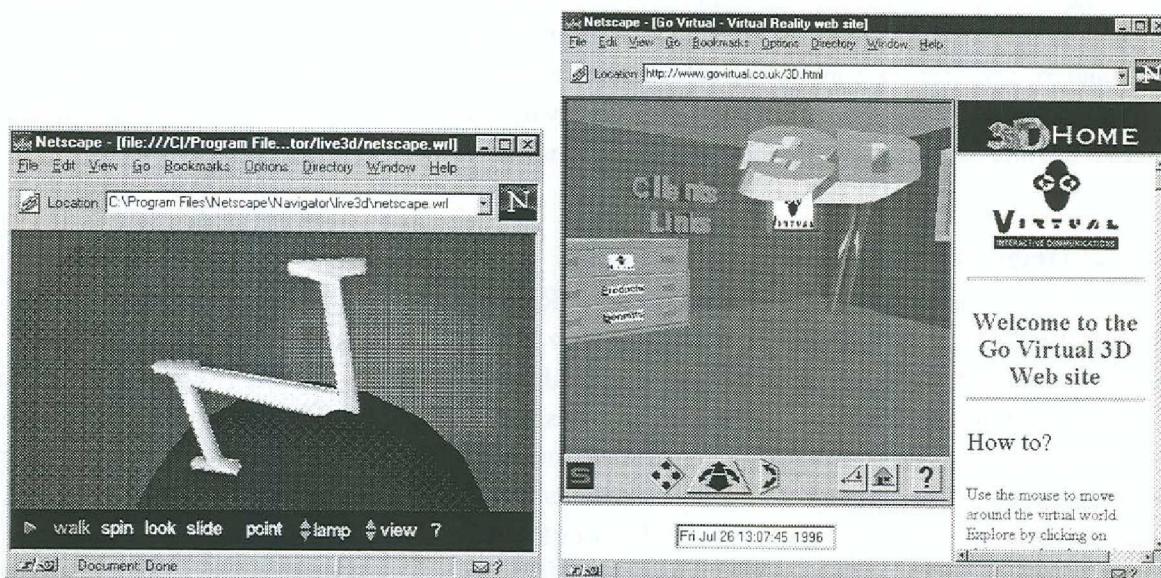 Netscape - [file:///C|/Program File...tor/live3d/netscape.wrl]
File Edit View Go Bookmarks Options Directory Window Help
Location: C:\Program Files\Netscape\Navigator\live3d\netscape.wrl
N
walk spin look slide point lamp view ?
Document: Done
?
Netscape - [Go Virtual - Virtual Reality web site]
File Edit View Go Bookmarks Options Directory Window Help
Location: http://www.govirtual.co.uk/3D.html
N
Links
VIRTUAL
Products
S
?
Fri Jul 26 13:07:45 1996
3D HOME
GO
VIRTUAL
INTERACTIVE COMMUNICATIONS
Welcome to the
Go Virtual 3D
Web site
How to?
Use the mouse to move
around the virtual world.
Explore by clicking on
?